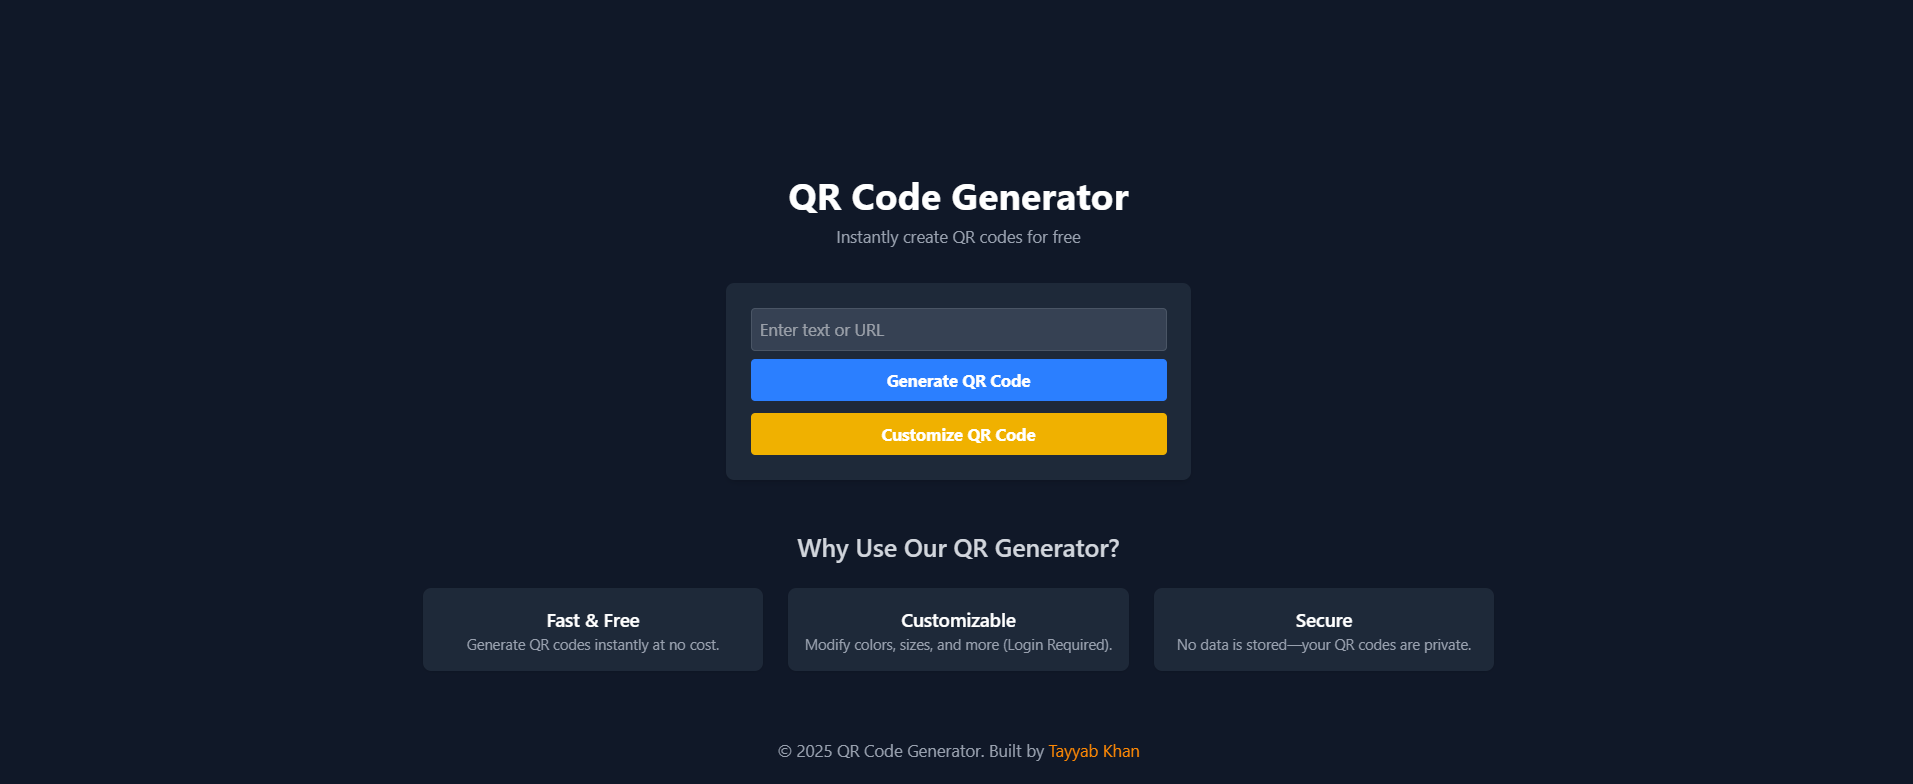 QR Code Generator
Instantly create QR codes for free
Enter text or URL
Generate QR Code
Customize QR Code
Why Use Our QR Generator?
Fast & Free
Generate QR codes instantly at no cost.
Customizable
Modify colors, sizes, and more (Login Required).
Secure
No data is stored—your QR codes are private.
© 2025 QR Code Generator. Built by Tayyab Khan